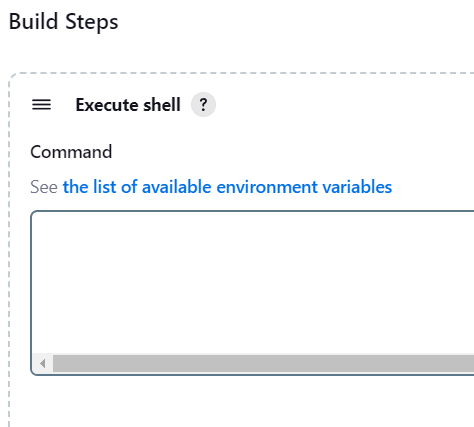 Build Steps
Execute shell ?
Command
See the list of available environment variables